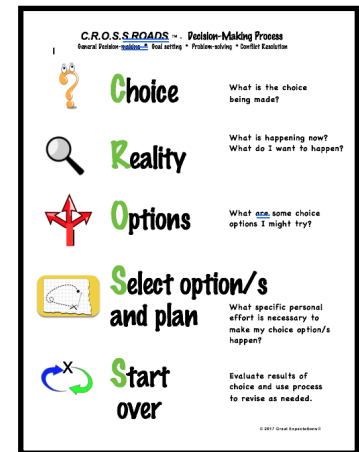 C.R.O.S.S.ROADS ™ - Decision-Making Process
General Decision-making * Goal setting * Problem-solving * Conflict Resolution
Choice
What is the choice
being made?
Reality
What is happening now?
What do I want to happen?
Options
What are some choice
options I might try?
Select option/s
and plan
What specific personal
effort is necessary to
make my choice option/s
happen?
X
Start
over
Evaluate results of
choice and use process
to revise as needed.
© 2017 Great Expectations®